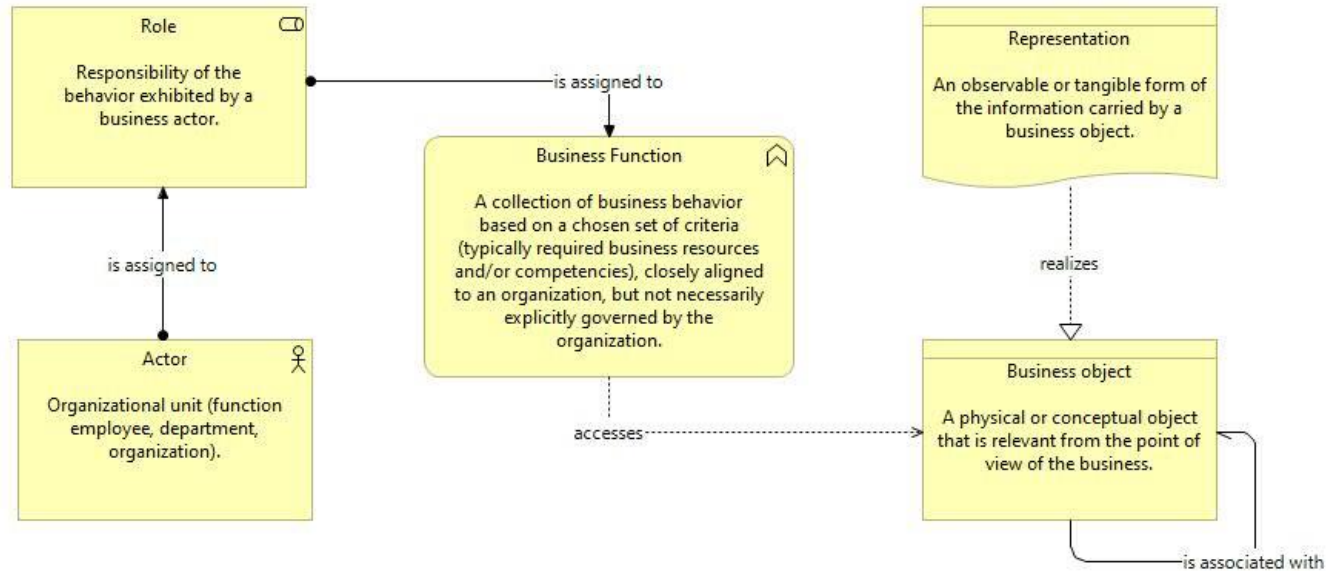 Role
Responsibility of the
behavior exhibited by a
business actor.
is assigned to
Representation
An observable or tangible form of
the information carried by a
business object.
Business Function
A collection of business behavior
based on a chosen set of criteria
(typically required business resources
and/or competencies), closely aligned
to an organization, but not necessarily
explicitly governed by the
organization.
is assigned to
realizes
Actor
Organizational unit (function
employee, department,
organization).
accesses
Business object
A physical or conceptual object
that is relevant from the point of
view of the business.
is associated with